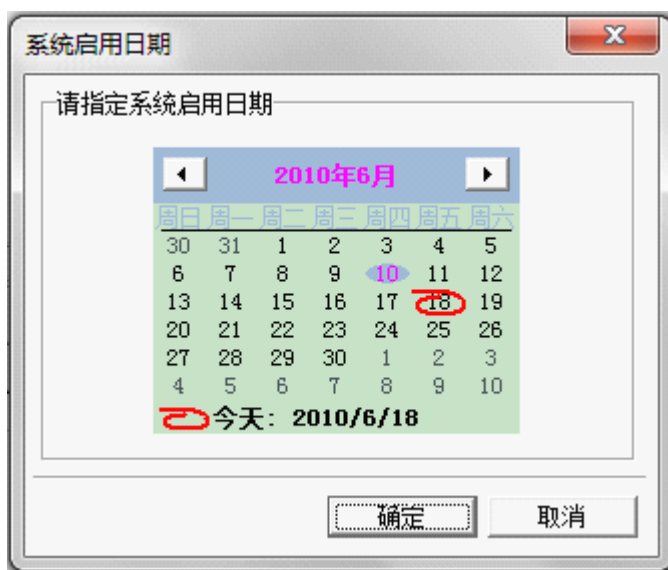 系统启用日期
请指定系统启用日期
2010年6月
周日 周一 周二 周三 周四 周五 周六
30 31 1 2 3 4 5
6 7 8 9 10 11 12
13 14 15 16 17 18 19
20 21 22 23 24 25 26
27 28 29 30 1 2 3
4 5 6 7 8 9 10
今天: 2010/6/18
确定 取消